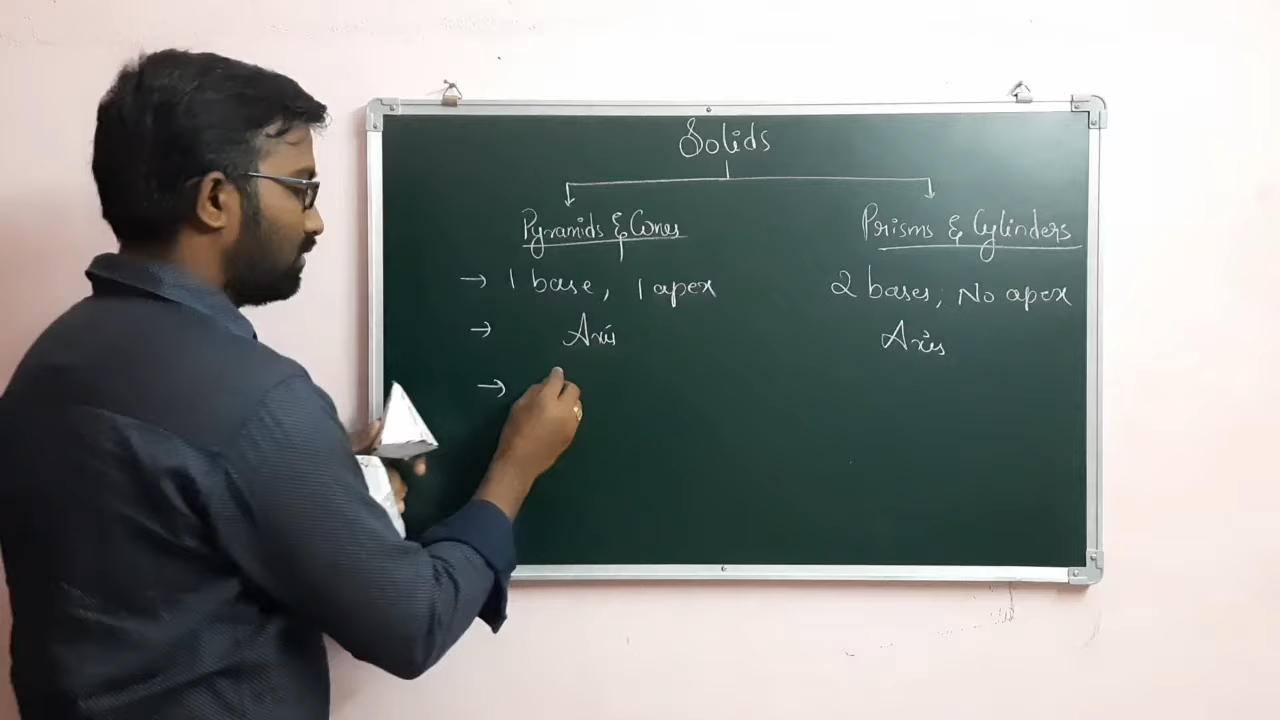 Solids
Pyramids & Cones
Prisms & Cylinders
→ 1 base, 1 apex
2 bases, No apex
→ Axis
Axis
→